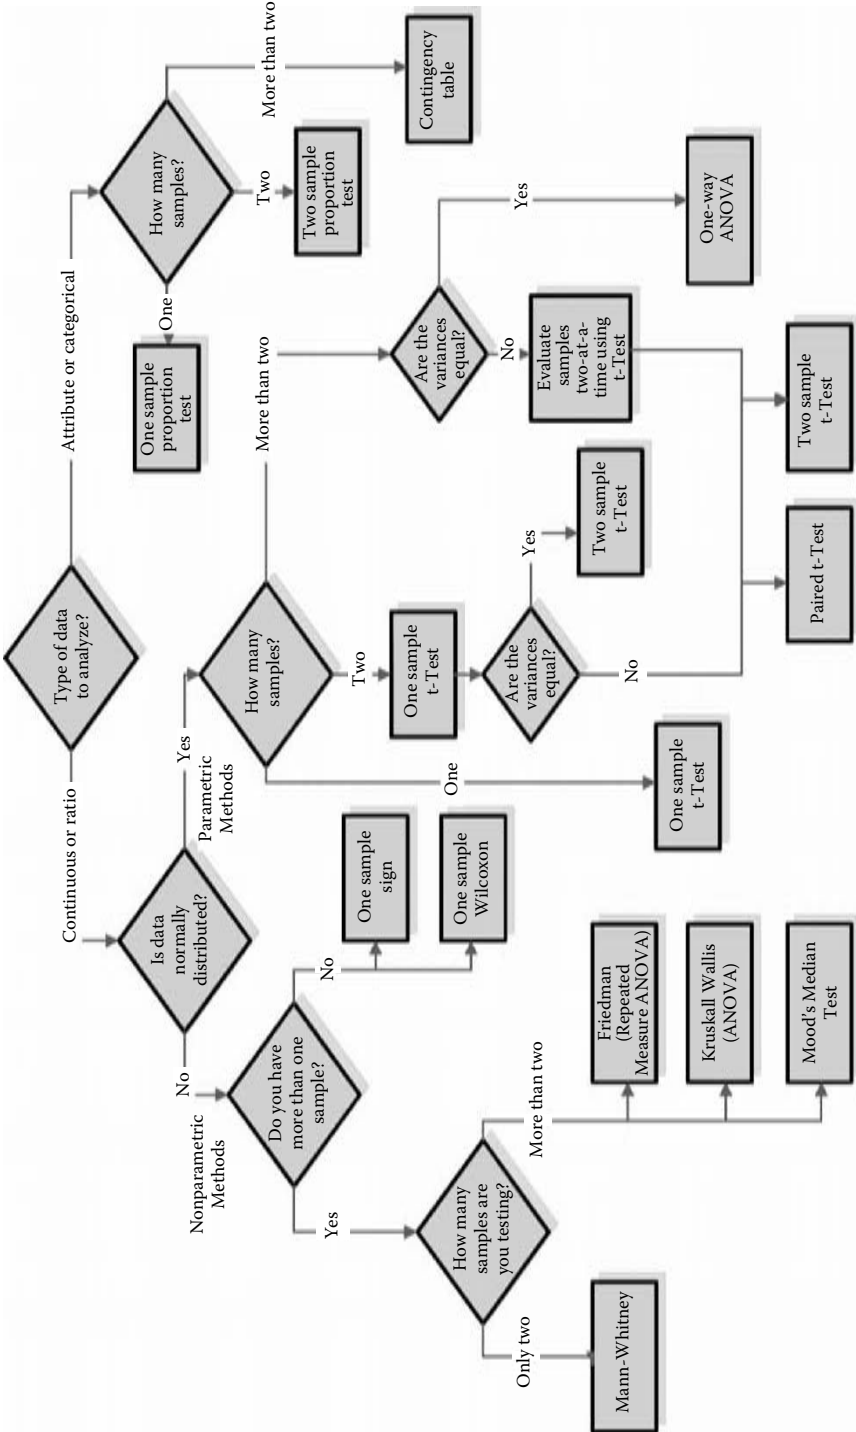 Type of data
to analyze?
Continuous or ratio
Attribute or categorical
Is data
normally
distributed?
No
Nonparametric
Methods
Yes
Parametric
Methods
How many
samples?
One
Two
More than two
One sample
proportion
test
Two sample
proportion
test
Contingency
table
Do you have
more than one
sample?
Yes
No
One sample
sign
One sample
Wilcoxon
How many
samples are
you testing?
Only two
More than two
Mann-Whitney
Friedman
(Repeated
Measure ANOVA)
Kruskall Wallis
(ANOVA)
Mood's Median
Test
How many
samples?
One
Two
More than two
One sample
t-Test
One sample
t-Test
Are the
variances
equal?
Yes
No
Two sample
t-Test
Are the
variances
equal?
No
Yes
Evaluate
samples
two-at-a-
time using
t-Test
One-way
ANOVA
Paired t-Test
Two sample
t-Test